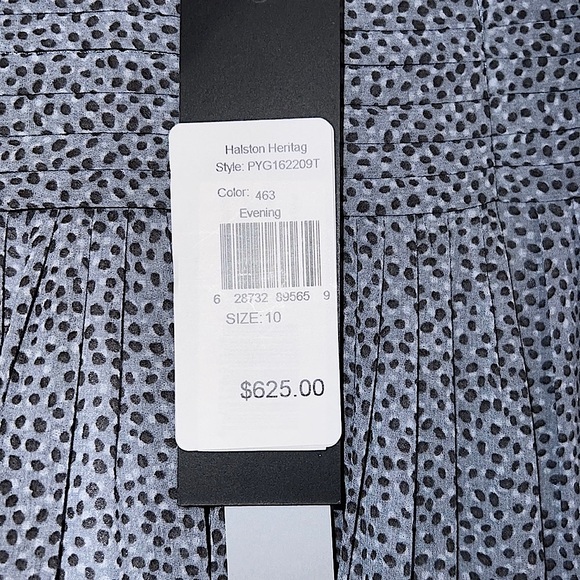 Halston Heritag
Style: PYG162209T
Color: 463
Evening
6 28732 89565 9
SIZE: 10
$625.00